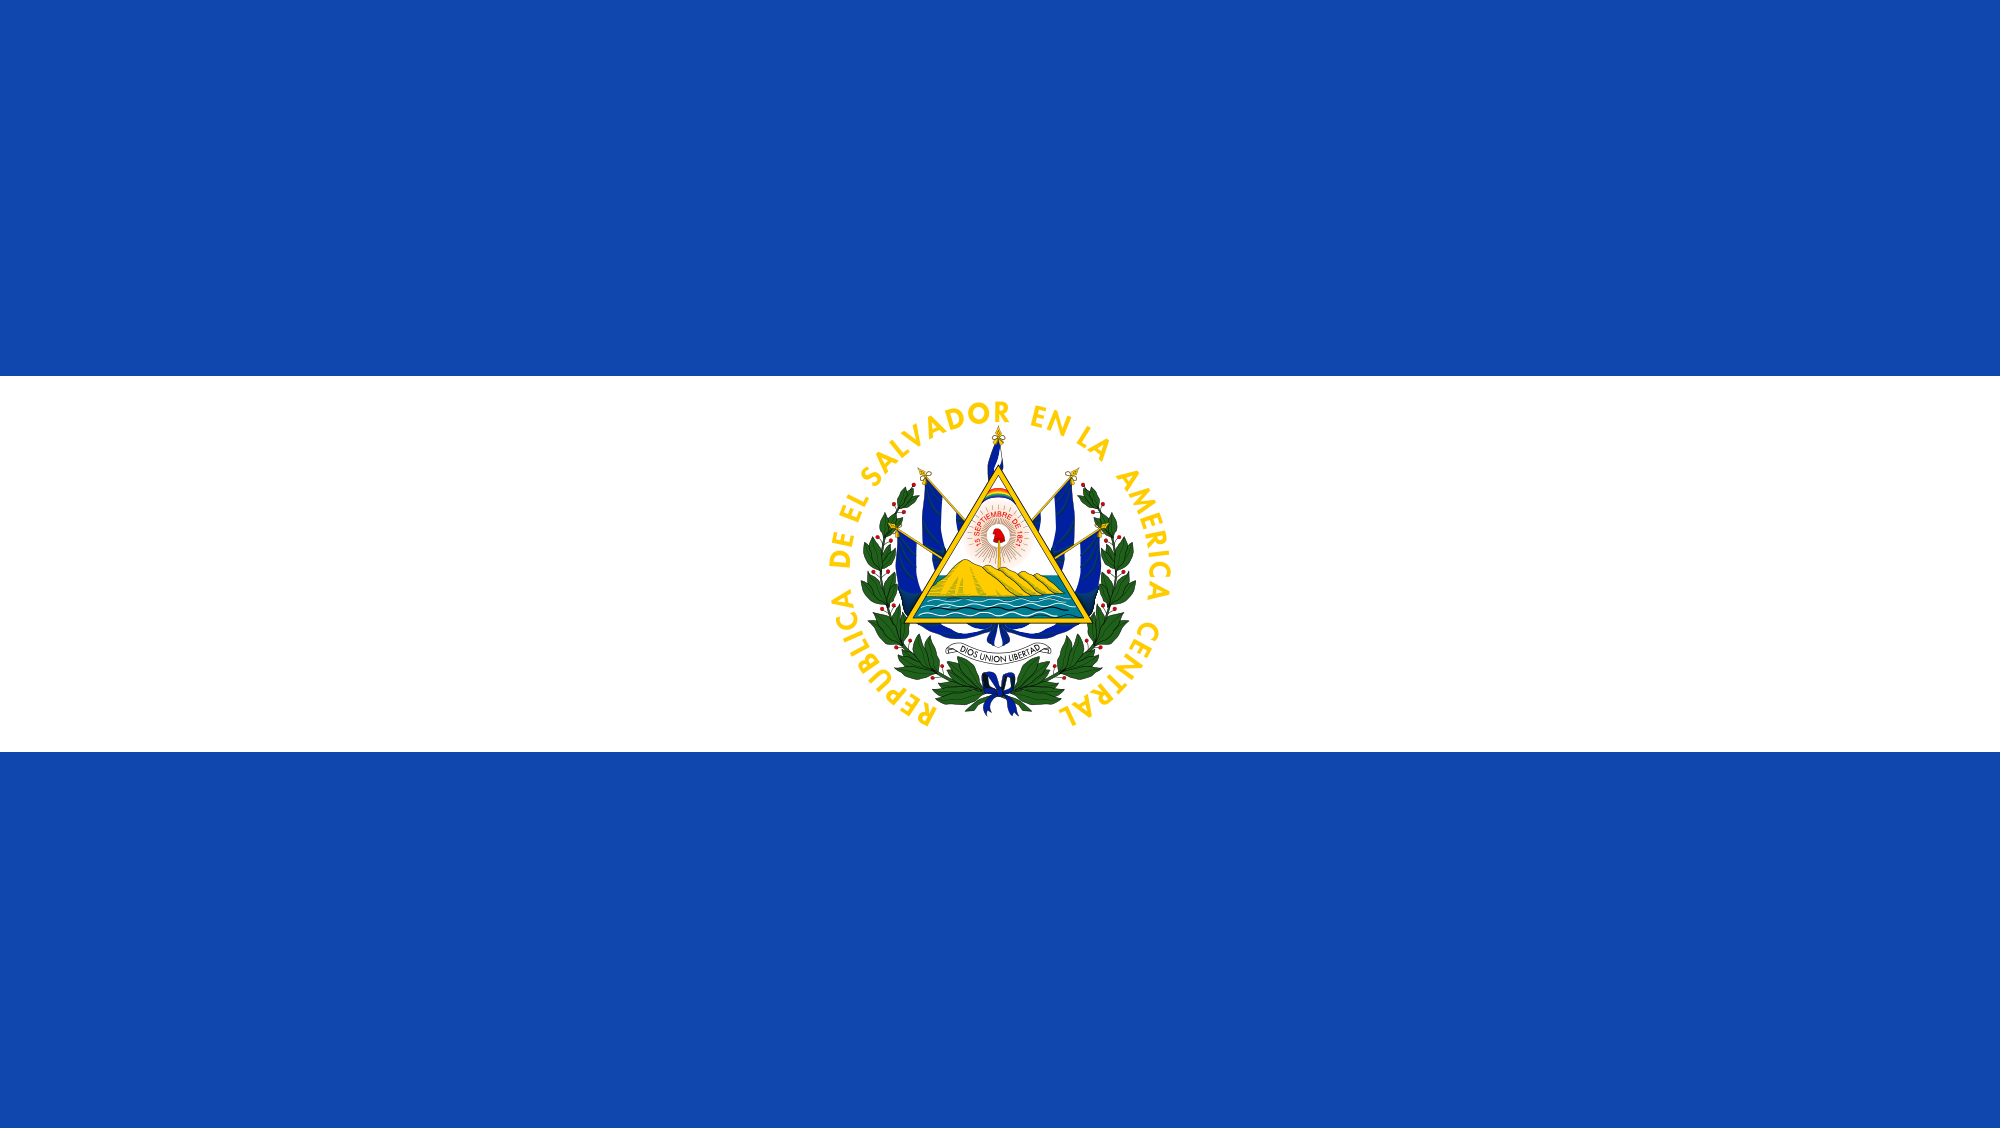 REPUBLICA DE EL SALVADOR EN LA AMERICA CENTRAL
15 SEPTIEMBRE DE 1821
DIOS UNION LIBERTAD